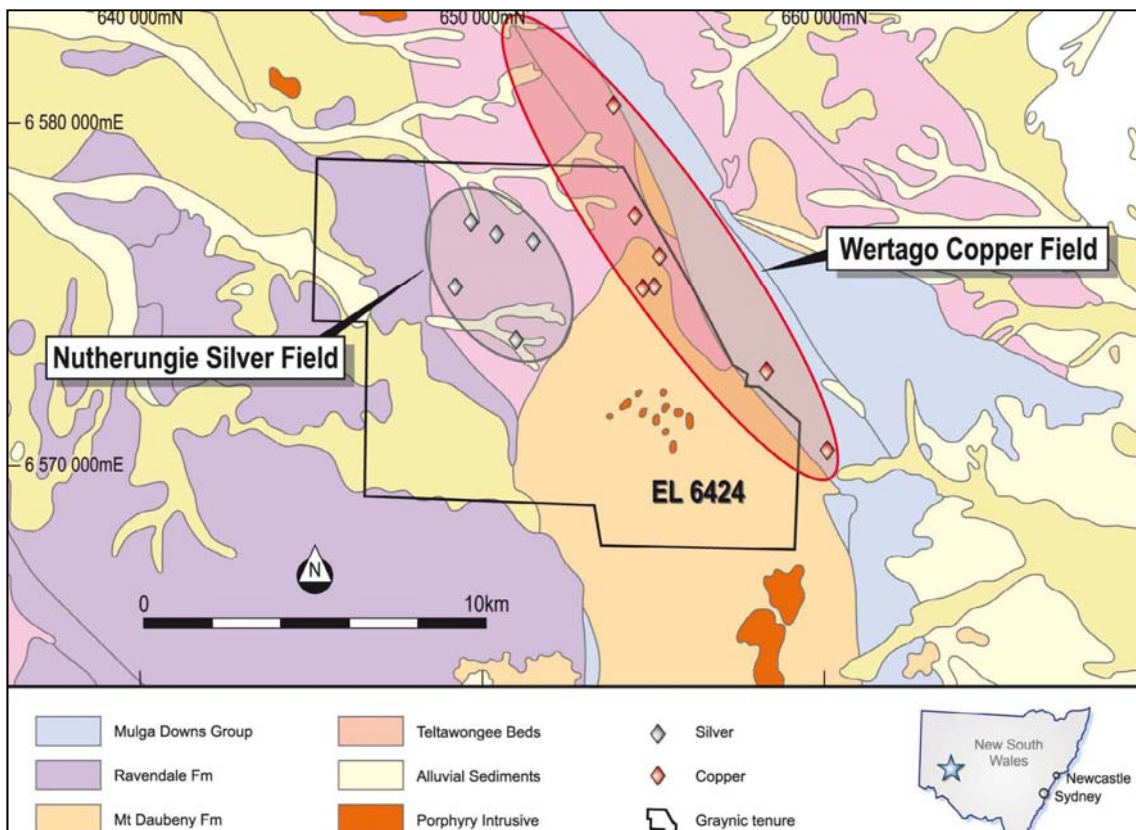 640 000mN
650 000mN
660 000mN
6 580 000mE
Wertago Copper Field
Nutherungie Silver Field
6 570 000mE
EL 6424
N
0
10km
Mulga Downs Group
Ravendale Fm
Mt Daubeny Fm
Teltawongee Beds
Alluvial Sediments
Porphyry Intrusive
Silver
Copper
Graynic tenure
New South
Wales
Newcastle
Sydney